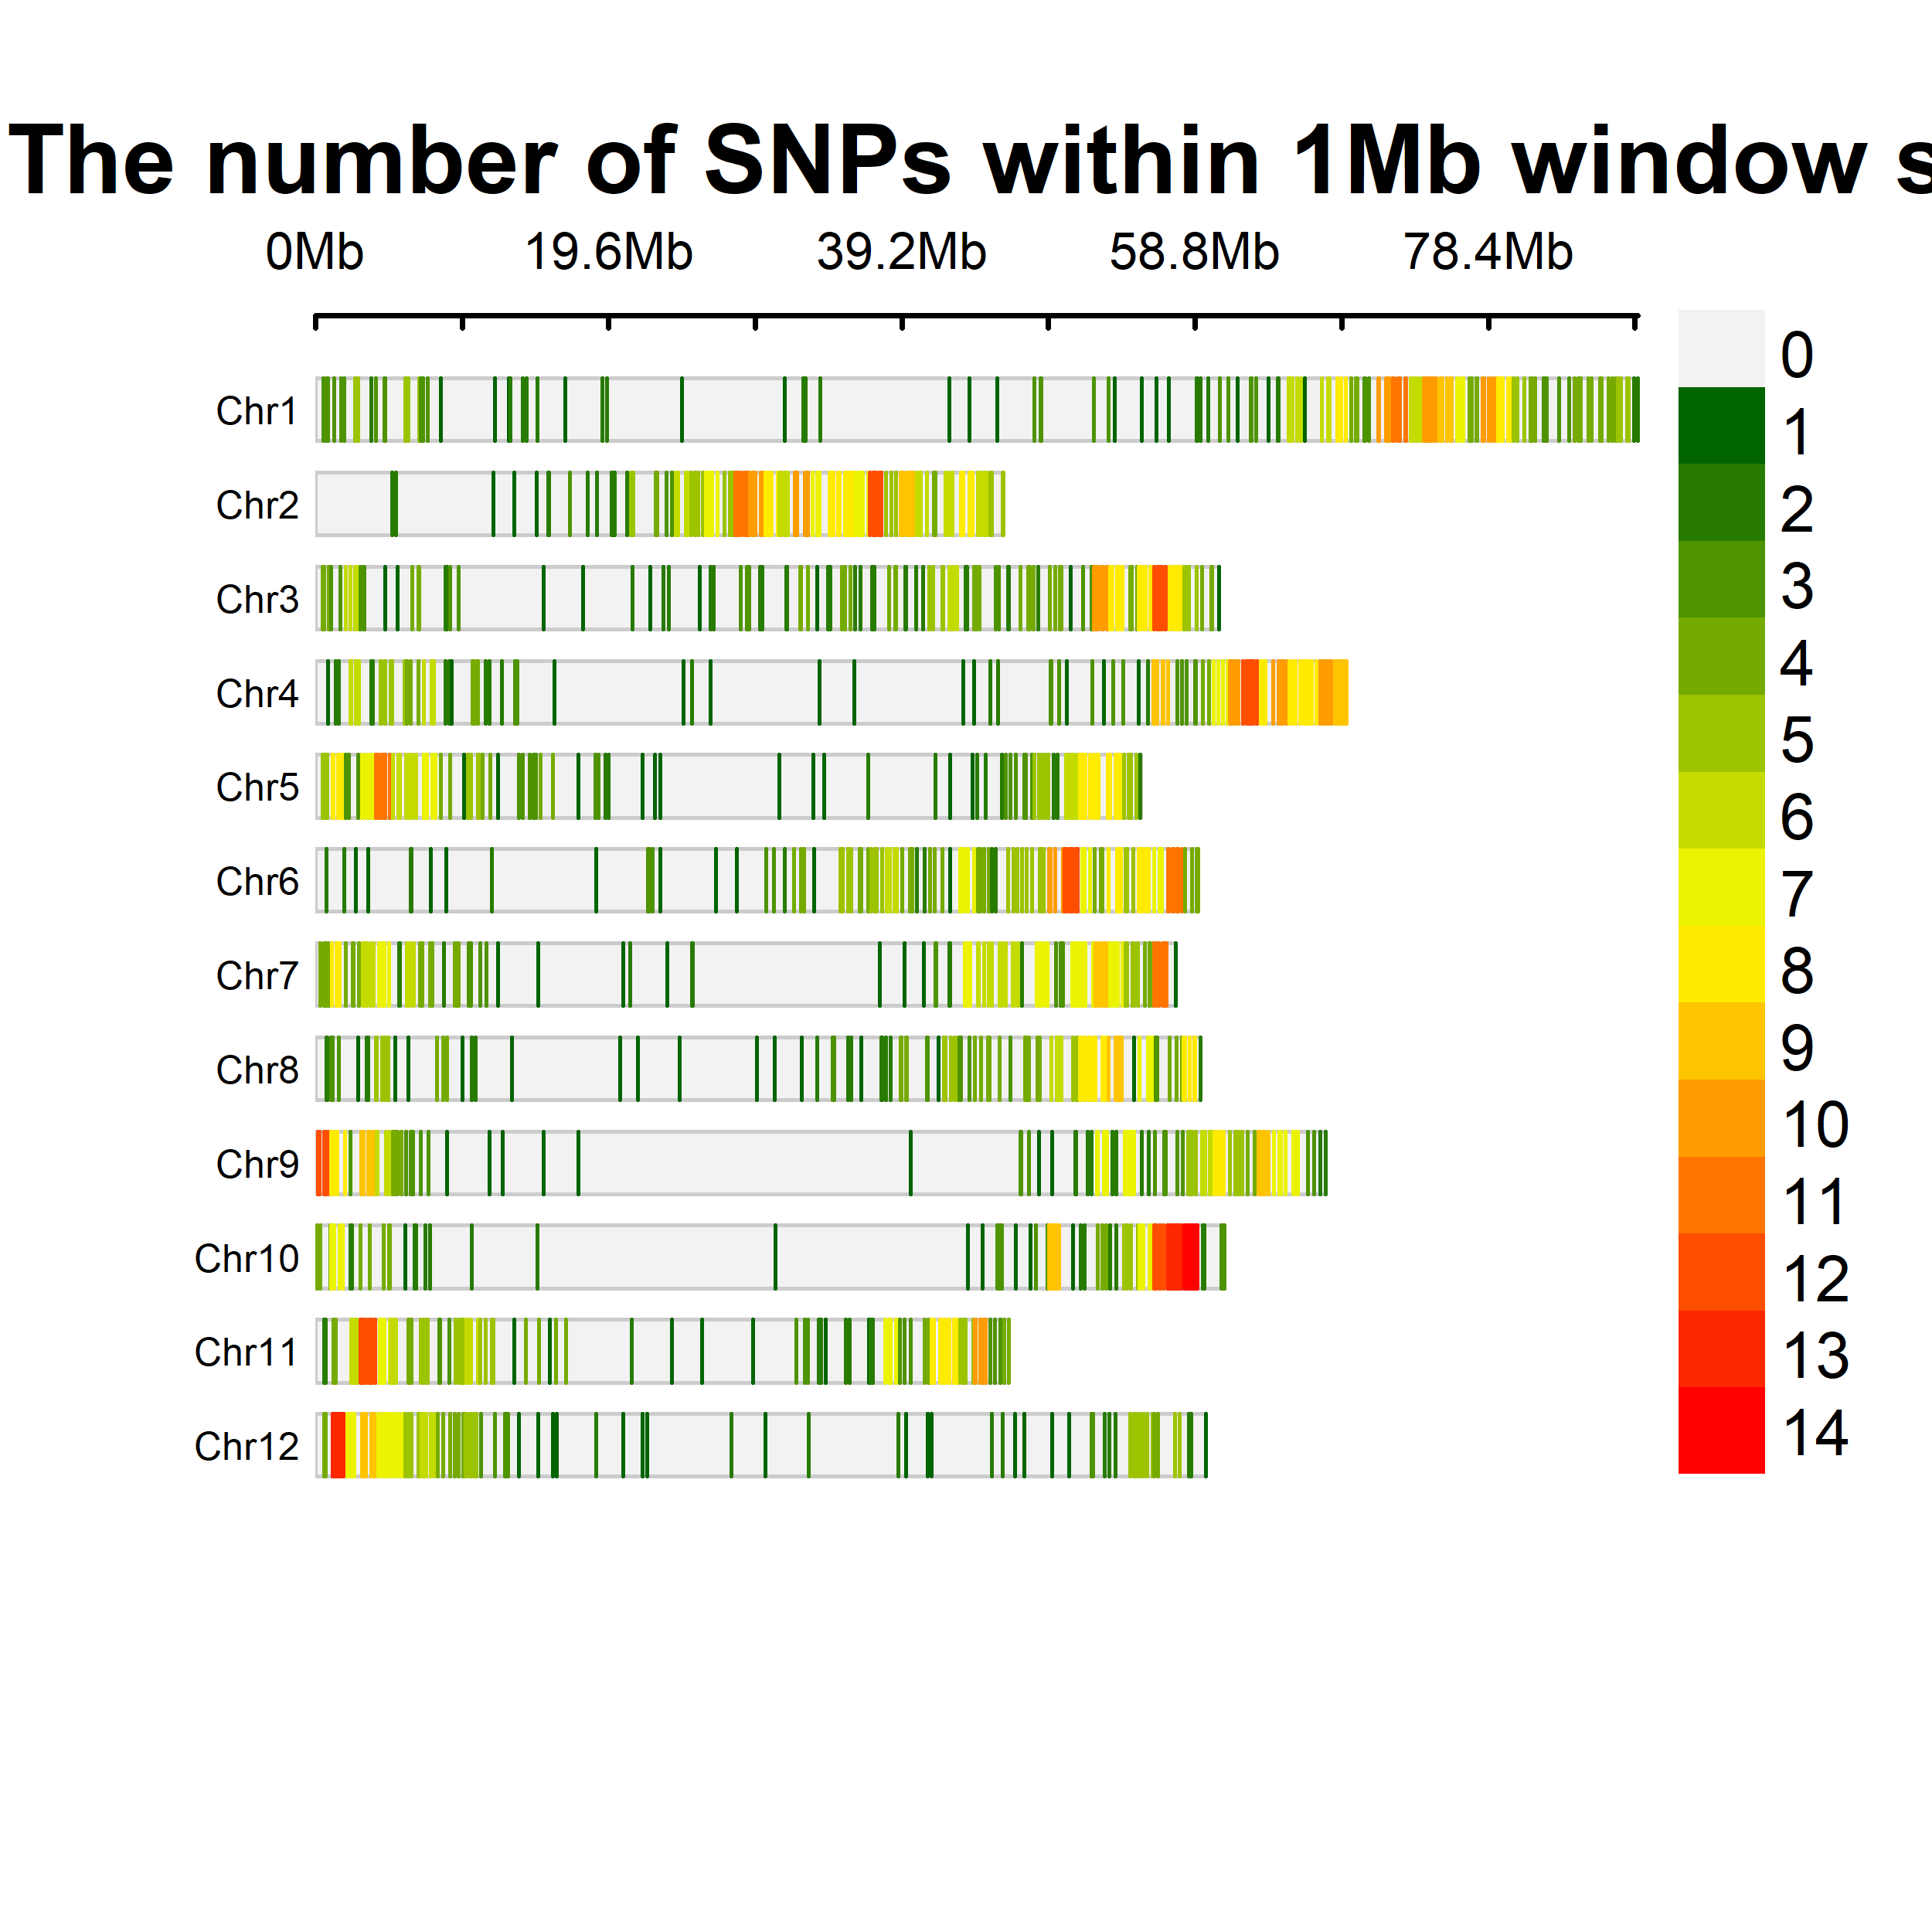 The number of SNPs within 1Mb window s
0Mb 19.6Mb 39.2Mb 58.8Mb 78.4Mb
Chr1
Chr2
Chr3
Chr4
Chr5
Chr6
Chr7
Chr8
Chr9
Chr10
Chr11
Chr12
0
1
2
3
4
5
6
7
8
9
10
11
12
13
14